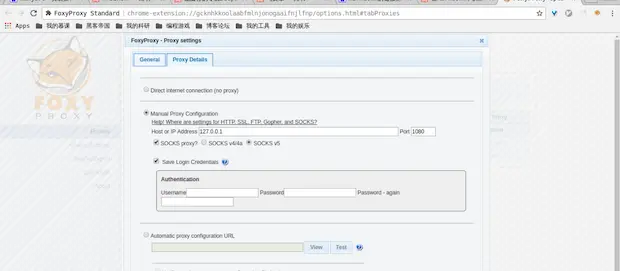 FoxyProxy Standard | chrome-extension://gcknhkkoolaabfmlnjonogaaifnjlfnp/options.html#tabProxies
Apps 我的慕课 黑客帝国 我的科研 编程游戏 博客论坛 我的工具 我的娱乐
FoxyProxy - Proxy settings
General Proxy Details
Direct internet connection (no proxy)
Manual Proxy Configuration
Help! Where are settings for HTTP, SSL, FTP, Gopher, and SOCKS?
Host or IP Address 127.0.0.1 Port 1080
SOCKS proxy? SOCKS v4/4a SOCKS v5
Save Login Credentials
Authentication
Username Password Password - again
Automatic proxy configuration URL
View Test
FOXY
PROXY